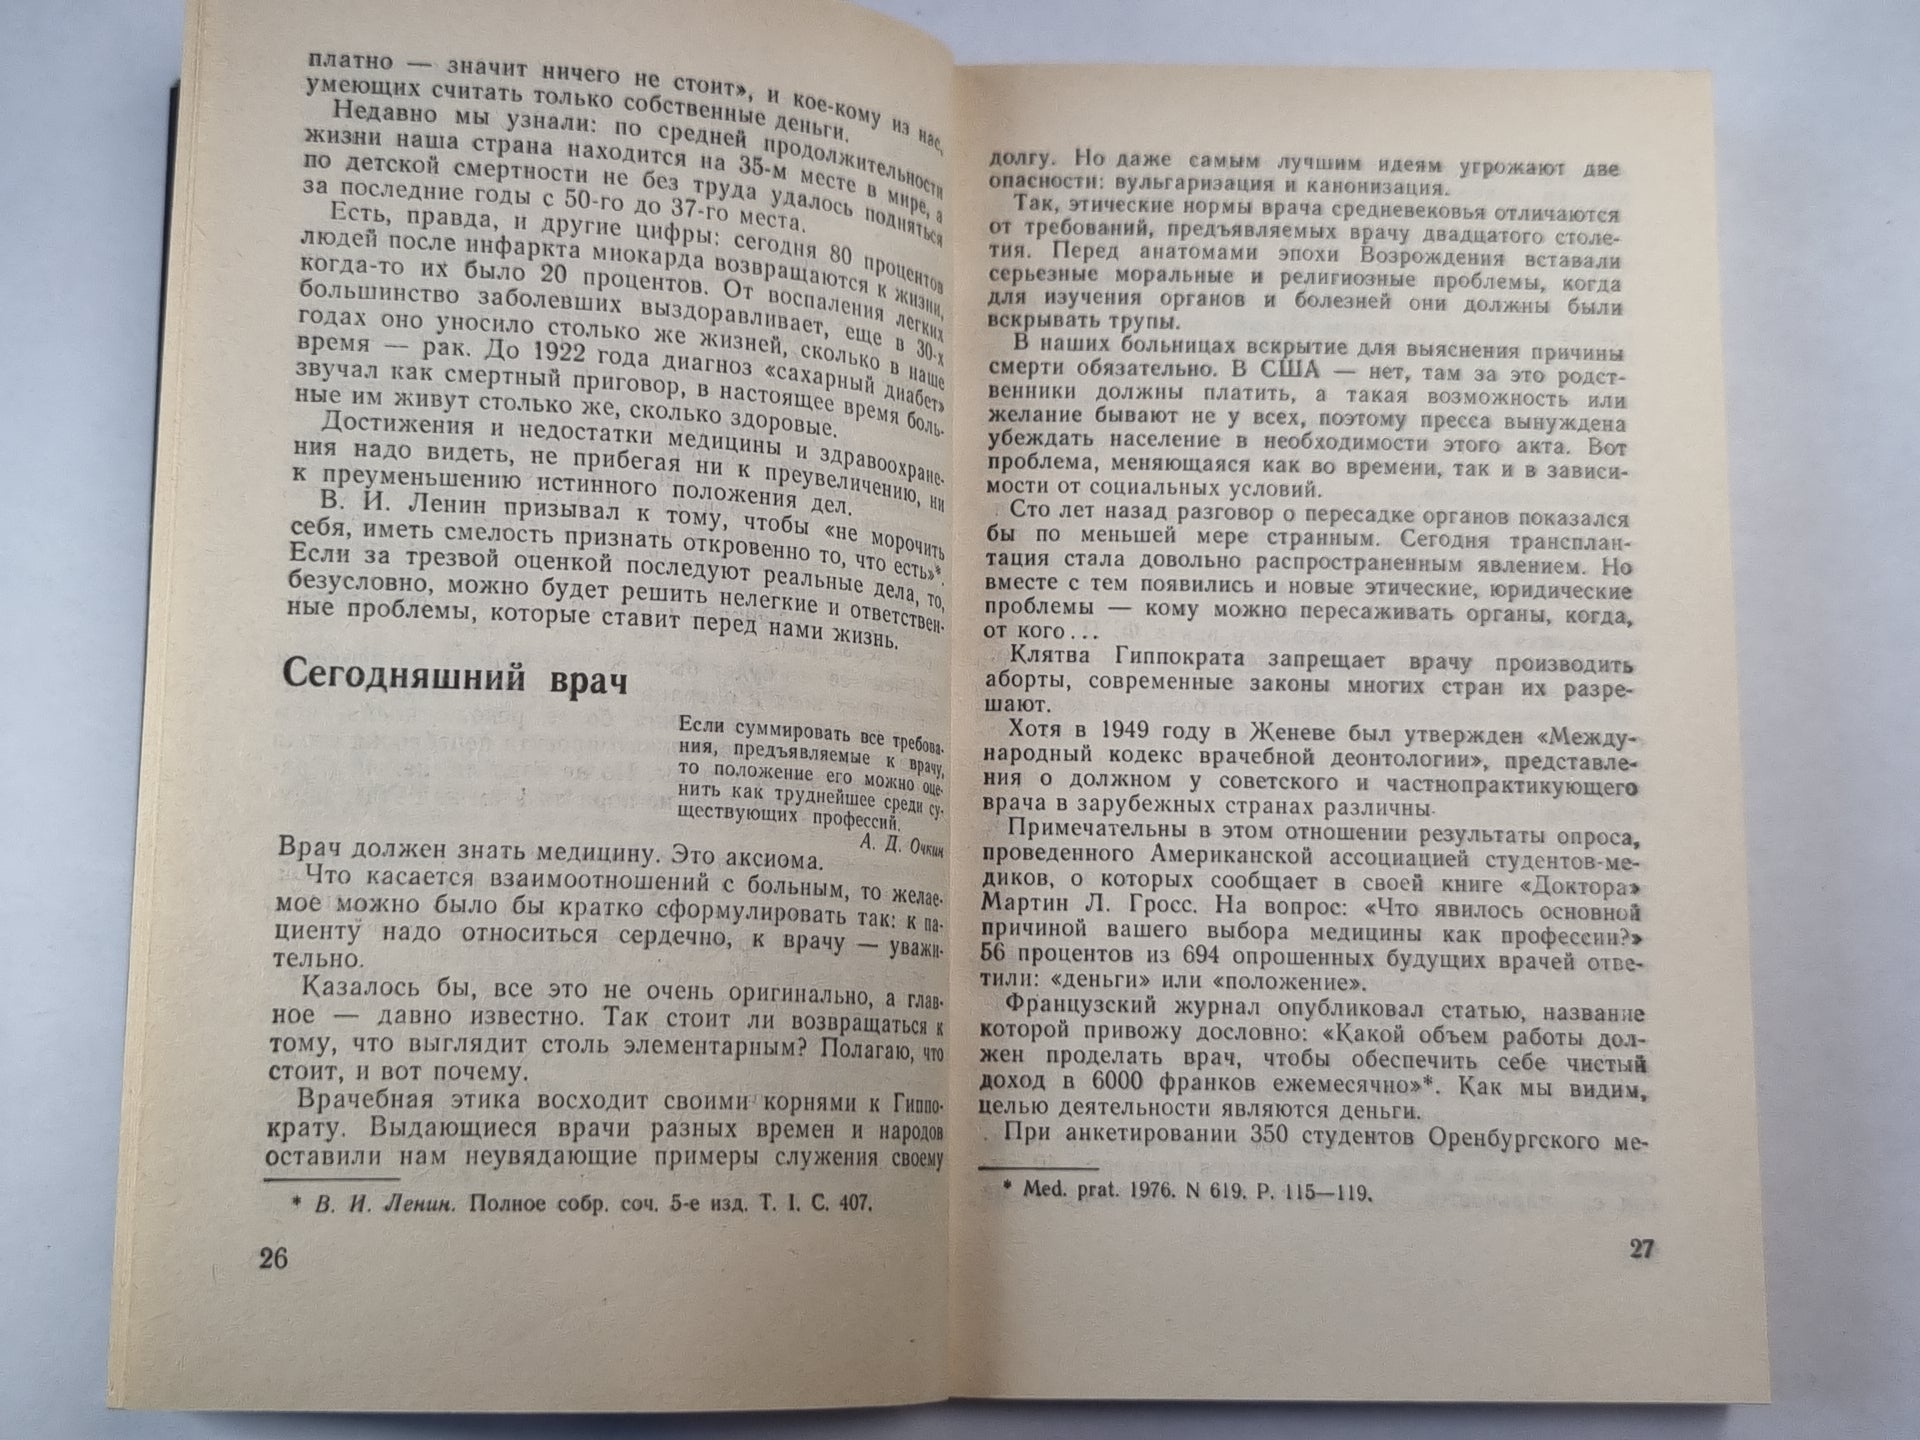 платно — значит ничего не стоит», и кое-кому из нас,
умеющих считать только собственные деньги.
Недавно мы узнали: по средней продолжительности
жизни наша страна находится на 35-м месте в мире, а
по детской смертности не без труда удалось подняться
за последние годы с 50-го до 37-го места.
Есть, правда, и другие цифры: сегодня 80 процентов
людей после инфаркта миокарда возвращаются к жизни,
когда-то их было 20 процентов. От воспаления легких
большинство заболевших выздоравливает, еще в 30-х
годах оно уносило столько же жизней, сколько в наше
время — рак. До 1922 года диагноз «сахарный диабет»
звучал как смертный приговор, в настоящее время боль-
ные им живут столько же, сколько здоровые.
Достижения и недостатки медицины и здравоохране-
ния надо видеть, не прибегая ни к преувеличению, ни
к преуменьшению истинного положения дел.
В. И. Ленин призывал к тому, чтобы «не морочить
себя, иметь смелость признать откровенно то, что есть»*.
Если за трезвой оценкой последуют реальные дела, то,
безусловно, можно будет решить нелегкие и ответствен-
ные проблемы, которые ставит перед нами жизнь.
Сегодняшний врач
Если суммировать все требова-
ния, предъявляемые к врачу,
то положение его можно оце-
нить как труднейшее среди су-
ществующих профессий.
А. Д. Очкин
Врач должен знать медицину. Это аксиома.
Что касается взаимоотношений с больным, то желае-
мое можно было бы кратко сформулировать так: к па-
циенту надо относиться сердечно, к врачу — уважи-
тельно.
Казалось бы, все это не очень оригинально, а глав-
ное — давно известно. Так стоит ли возвращаться к
тому, что выглядит столь элементарным? Полагаю, что
стоит, и вот почему.
Врачебная этика восходит своими корнями к Гиппо-
крату. Выдающиеся врачи разных времен и народов
оставили нам неувядающие примеры служения своему
* В. И. Ленин. Полное собр. соч. 5-е изд. Т. I. С. 407.
26
долгу. Но даже самым лучшим идеям угрожают две
опасности: вульгаризация и канонизация.
Так, этические нормы врача средневековья отличаются
от требований, предъявляемых врачу двадцатого столе-
тия. Перед анатомами эпохи Возрождения вставали
серьезные моральные и религиозные проблемы, когда
для изучения органов и болезней они должны были
вскрывать трупы.
В наших больницах вскрытие для выяснения причины
смерти обязательно. В США — нет, там за это родст-
венники должны платить, а такая возможность или
желание бывают не у всех, поэтому пресса вынуждена
убеждать население в необходимости этого акта. Вот
проблема, меняющаяся как во времени, так и в зависи-
мости от социальных условий.
Сто лет назад разговор о пересадке органов показался
бы по меньшей мере странным. Сегодня трансплан-
тация стала довольно распространенным явлением. Но
вместе с тем появились и новые этические, юридические
проблемы — кому можно пересаживать органы, когда,
от кого...
Клятва Гиппократа запрещает врачу производить
аборты, современные законы многих стран их разре-
шают.
Хотя в 1949 году в Женеве был утвержден «Между-
народный кодекс врачебной деонтологии», представле-
ния о должном у советского и частнопрактикующего
врача в зарубежных странах различны.
Примечательны в этом отношении результаты опроса,
проведенного Американской ассоциацией студентов-ме-
диков, о которых сообщает в своей книге «Доктора»
Мартин Л. Гросс. На вопрос: «Что явилось основной
причиной вашего выбора медицины как профессии?»
56 процентов из 694 опрошенных будущих врачей отве-
тили: «деньги» или «положение».
Французский журнал опубликовал статью, название
которой привожу дословно: «Какой объем работы дол-
жен проделать врач, чтобы обеспечить себе чистый
доход в 6000 франков ежемесячно»*. Как мы видим,
целью деятельности являются деньги.
При анкетировании 350 студентов Оренбургского ме-
* Med. prat. 1976. N 619. P. 115—119.
27